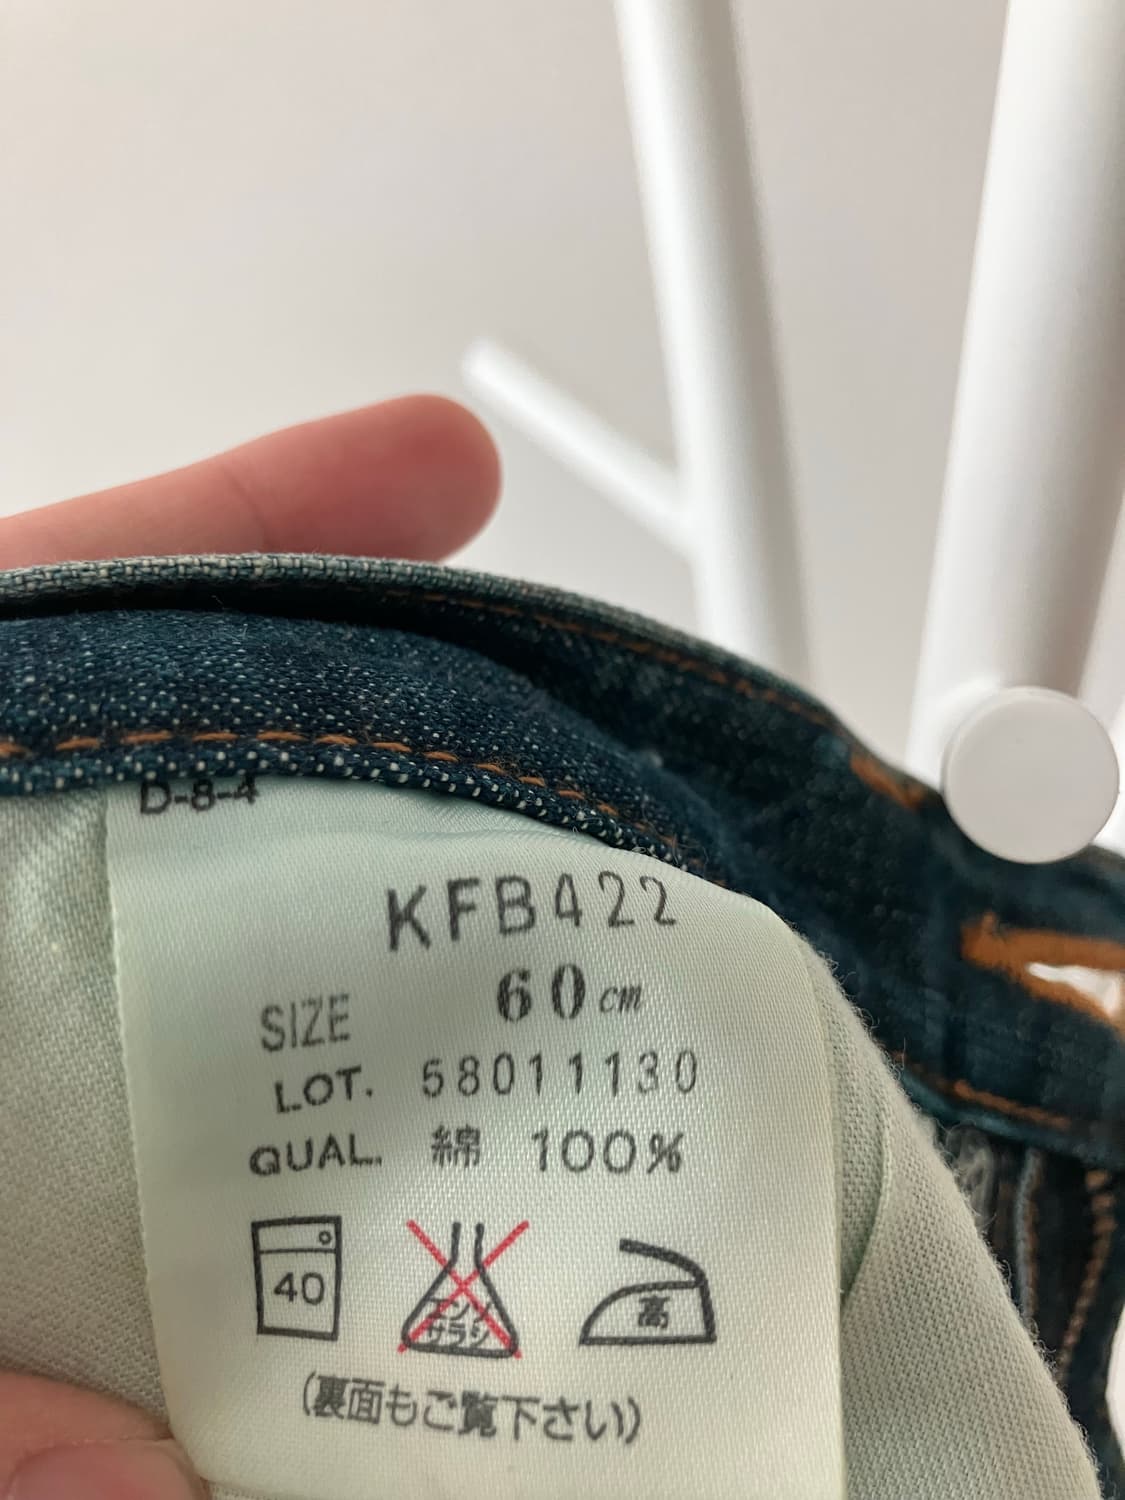 D-8-4
KFB422
SIZE 60cm
LOT. 58011130
QUAL. 綿 100%
40
エンソ
サラシ
高
(裏面もご覧下さい)